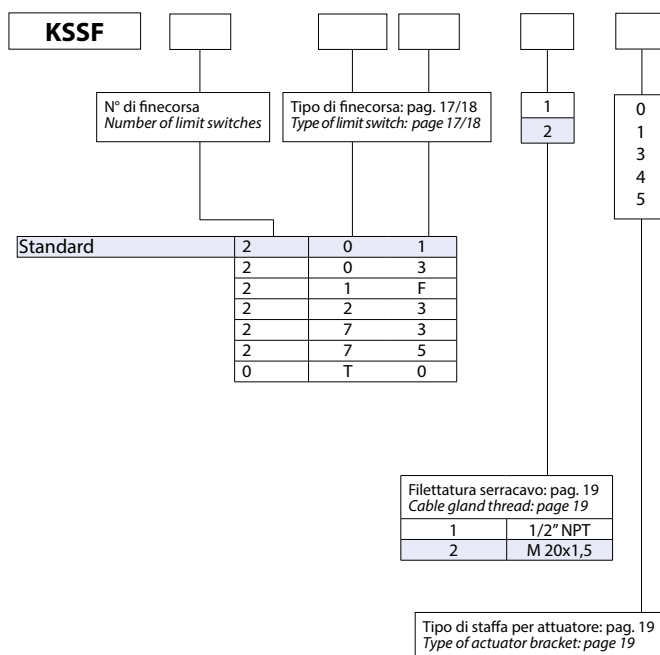 KSSF
N° di finecorsa
Number of limit switches
Tipo di finecorsa: pag. 17/18
Type of limit switch: page 17/18
1
2
0
1
3
4
5
Standard 2 0 1
2 0 3
2 1 F
2 2 3
2 7 3
2 7 5
0 T 0
Filettatura serracavo: pag. 19
Cable gland thread: page 19
1 1/2” NPT
2 M 20x1,5
Tipo di staffa per attuatore: pag. 19
Type of actuator bracket: page 19